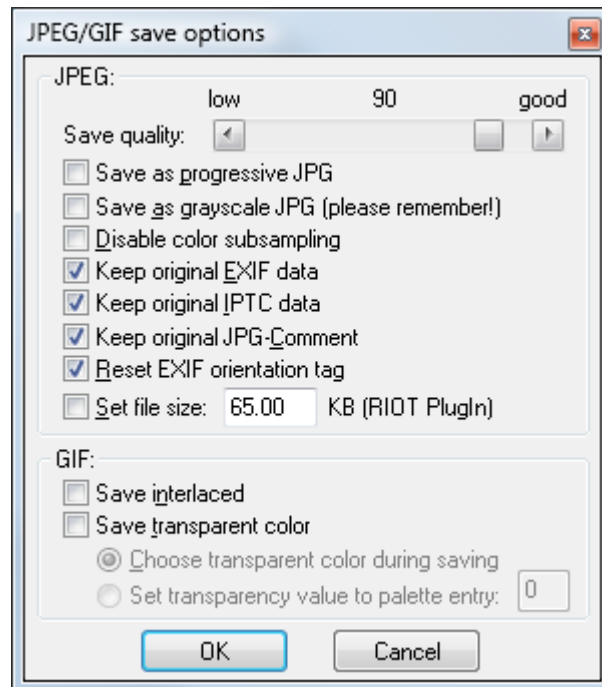 JPEG/GIF save options
JPEG:
low 90 good
Save quality:
Save as progressive JPG
Save as grayscale JPG (please remember!)
Disable color subsampling
Keep original EXIF data
Keep original IPTC data
Keep original JPG-Comment
Reset EXIF orientation tag
Set file size: 65.00 KB (RIOT PlugIn)
GIF:
Save interlaced
Save transparent color
Choose transparent color during saving
Set transparency value to palette entry: 0
OK Cancel